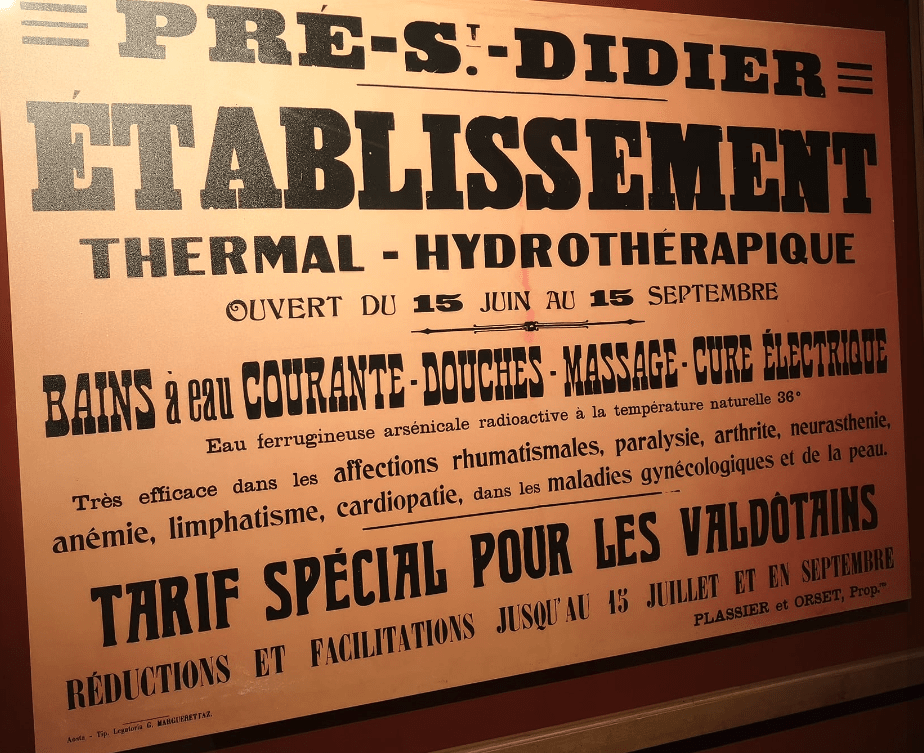 PRÉ-S.T-DIDIER
ÉTABLISSEMENT
THERMAL - HYDROTHÉRAPIQUE
OUVERT DU 15 JUIN AU 15 SEPTEMBRE
BAINS à eau COURANTE - DOUCHES - MASSAGE - CURE ÉLECTRIQUE
Eau ferrugineuse arsénicale radioactive à la température naturelle 36°
Très efficace dans les affections rhumatismales, paralysie, arthrite, neurasthenie,
anémie, limphatisme, cardiopatie, dans les maladies gynécologiques et de la peau.
TARIF SPÉCIAL POUR LES VALDÔTAINS
RÉDUCTIONS ET FACILITATIONS JUSQU'AU 15 JUILLET ET EN SEPTEMBRE
PLASSIER et ORSET, Prop.res
Aoste - Tip. Legatoria G. MARGUERETTAZ.